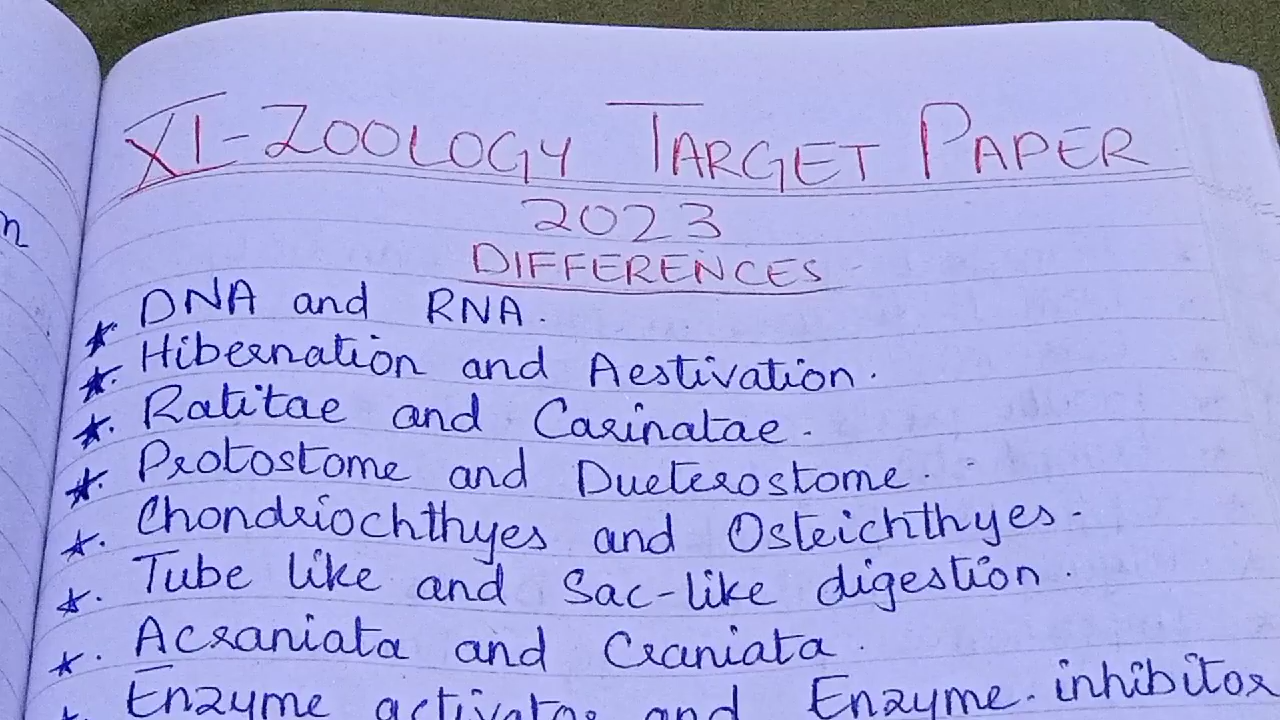 n
XI-ZOOLOGY TARGET PAPER
2023
DIFFERENCES
★. DNA and RNA.
★. Hibernation and Aestivation.
★. Ratitae and Carinatae.
★. Protostome and Dueterostome.
★. Chondriochthyes and Osteichthyes.
★. Tube like and Sac-like digestion.
★. Acraniata and Craniata.
★. Enzyme activator and Enzyme inhibitor